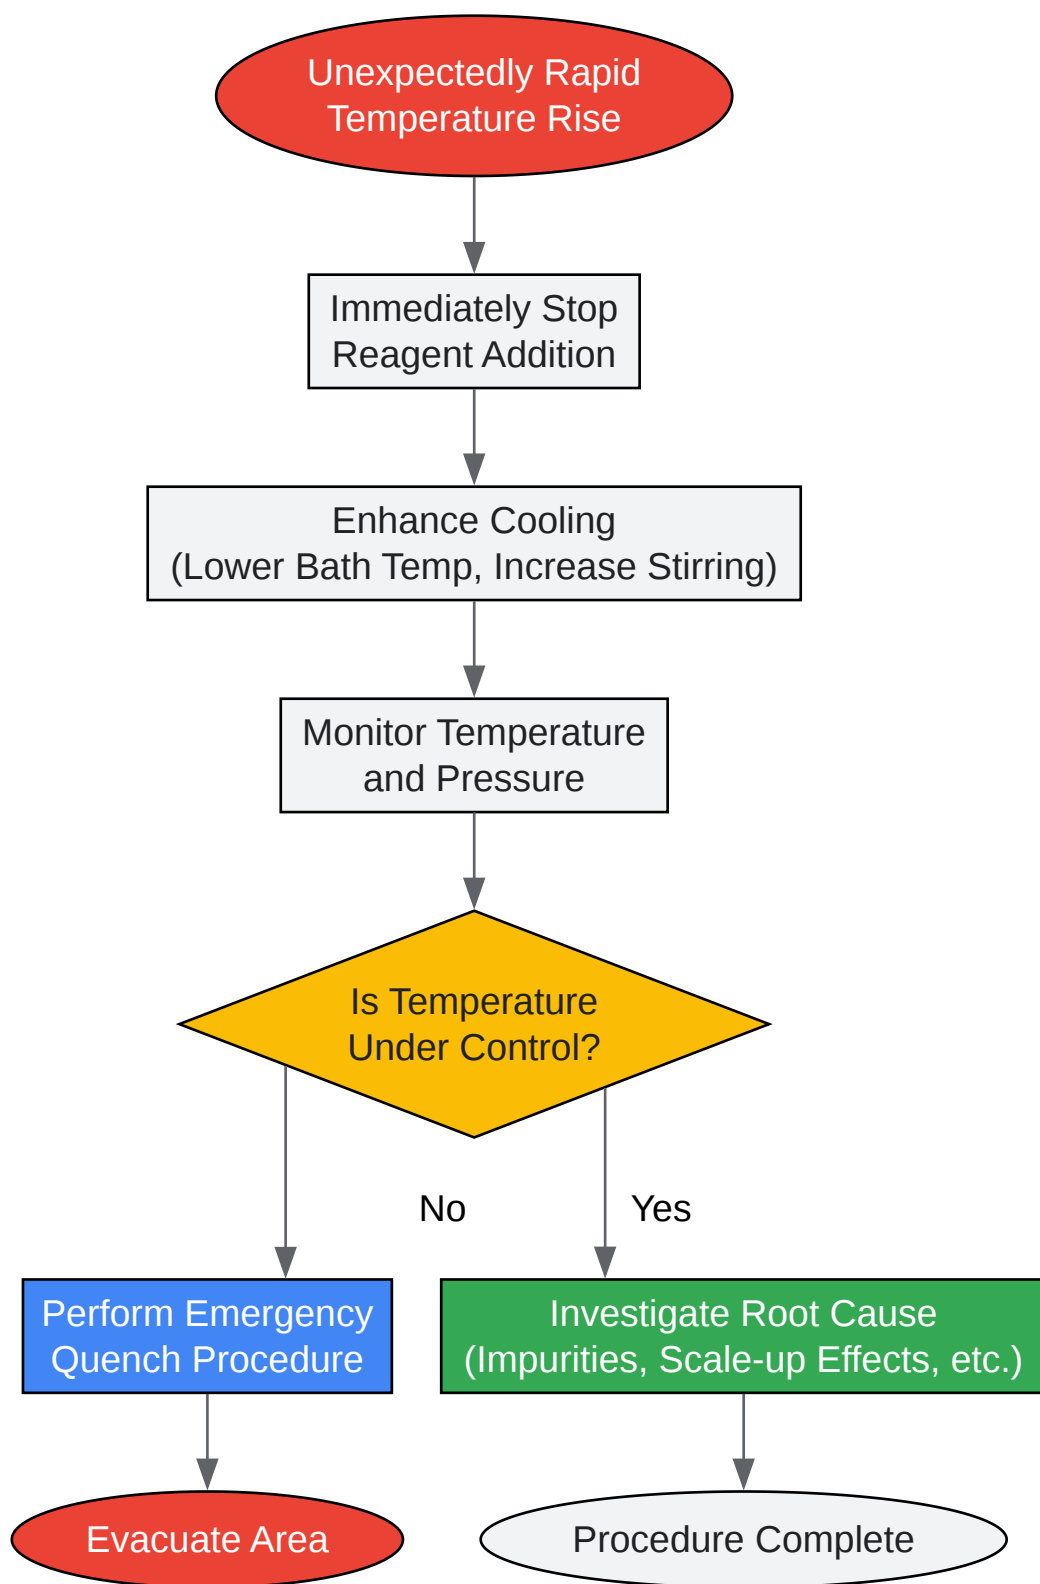 Unexpectedly Rapid
Temperature Rise
Immediately Stop
Reagent Addition
Enhance Cooling
(Lower Bath Temp, Increase Stirring)
Monitor Temperature
and Pressure
Is Temperature
Under Control?
No
Yes
Perform Emergency
Quench Procedure
Investigate Root Cause
(Impurities, Scale-up Effects, etc.)
Evacuate Area
Procedure Complete